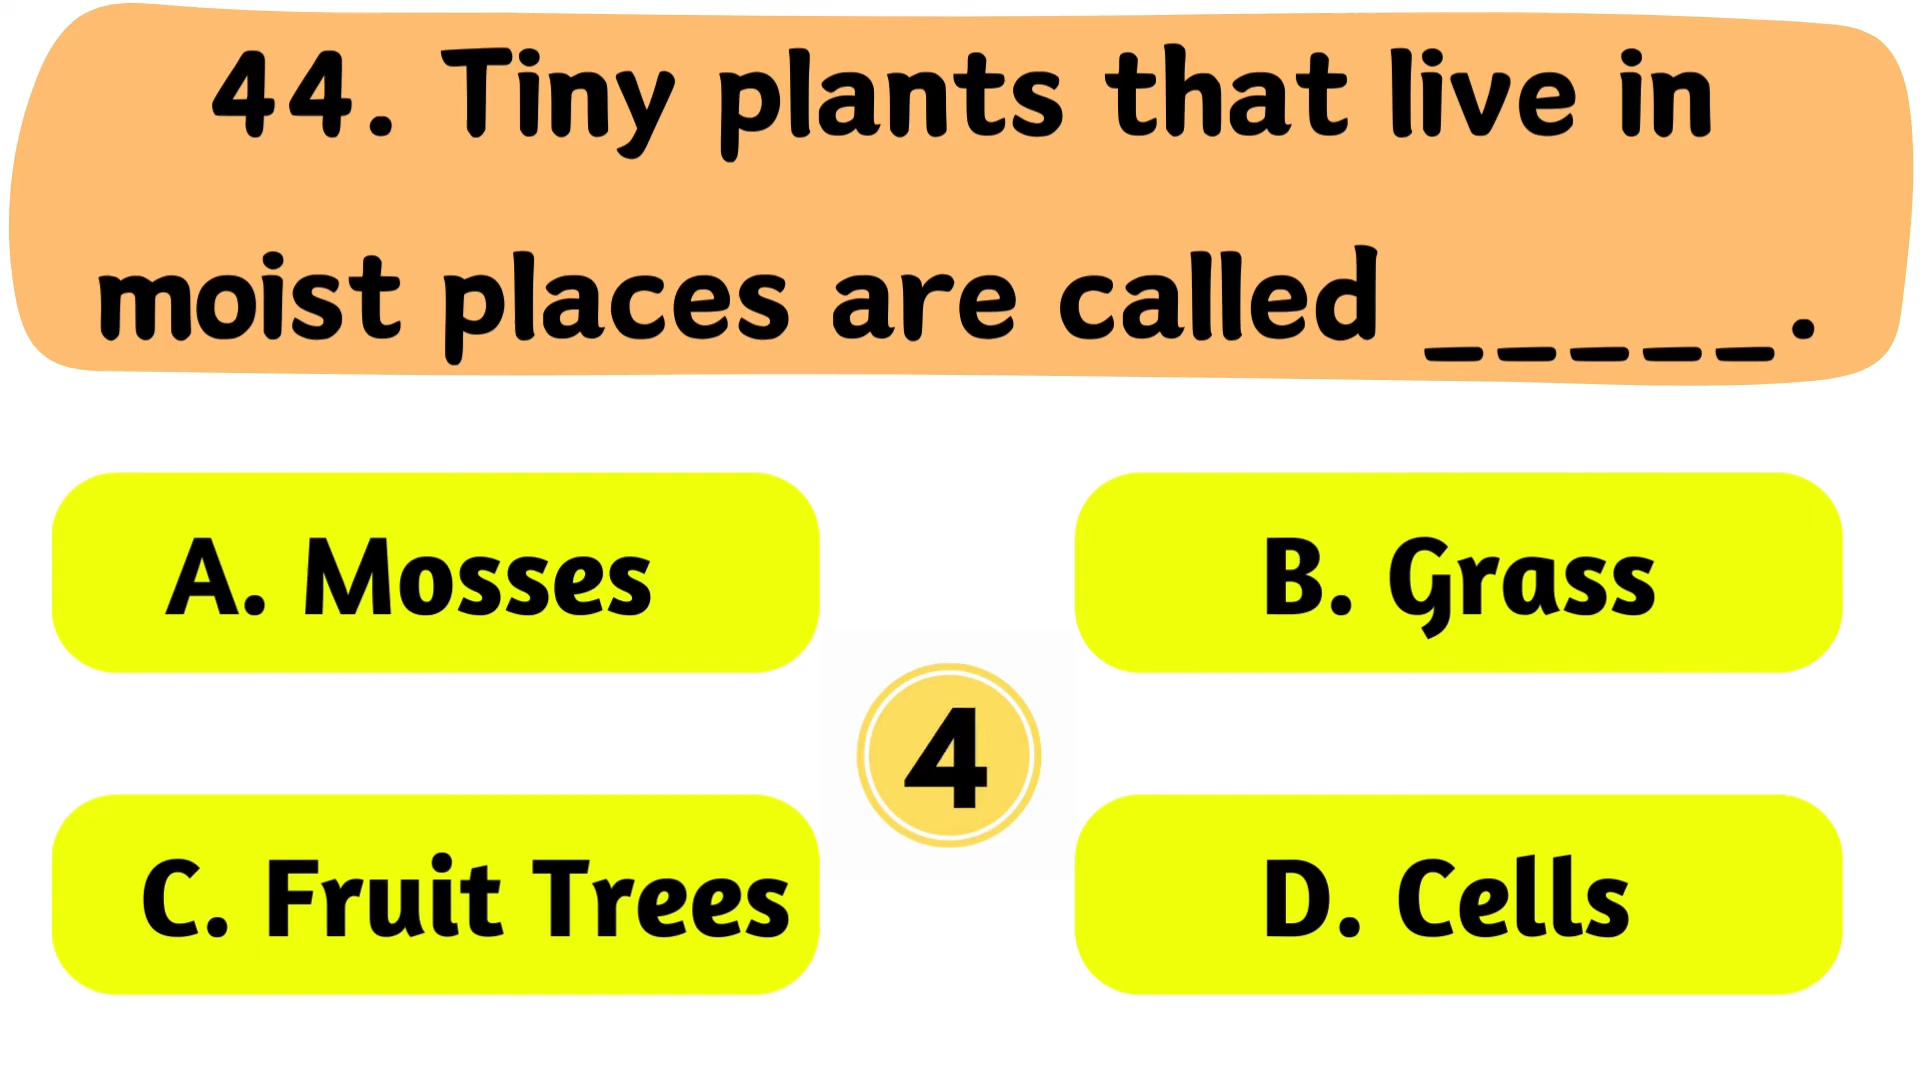 44. Tiny plants that live in
moist places are called _____.
A. Mosses
B. Grass
4
C. Fruit Trees
D. Cells